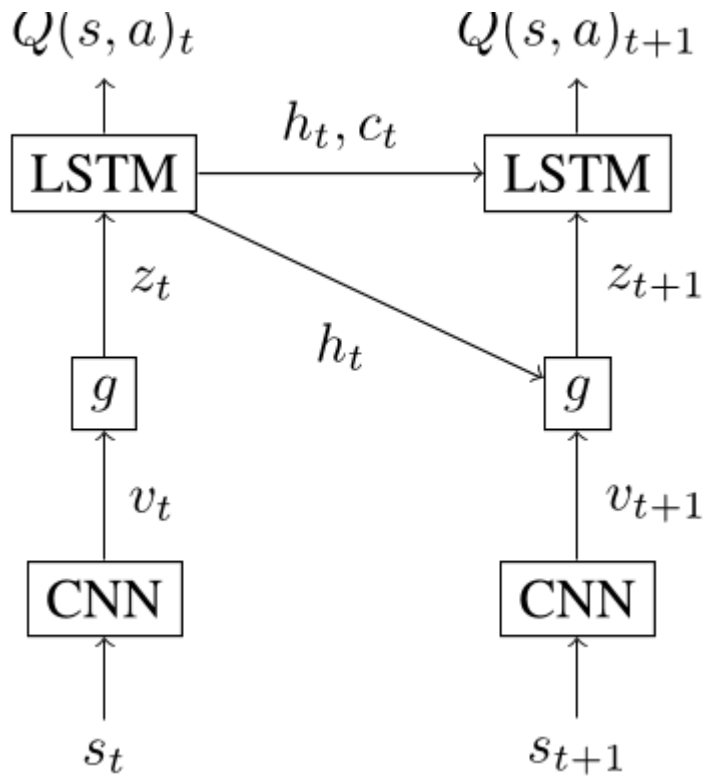 Q(s, a)_t Q(s, a)_{t+1}
h_t, c_t
LSTM LSTM
z_t z_{t+1}
h_t
g g
v_t v_{t+1}
CNN CNN
s_t s_{t+1}